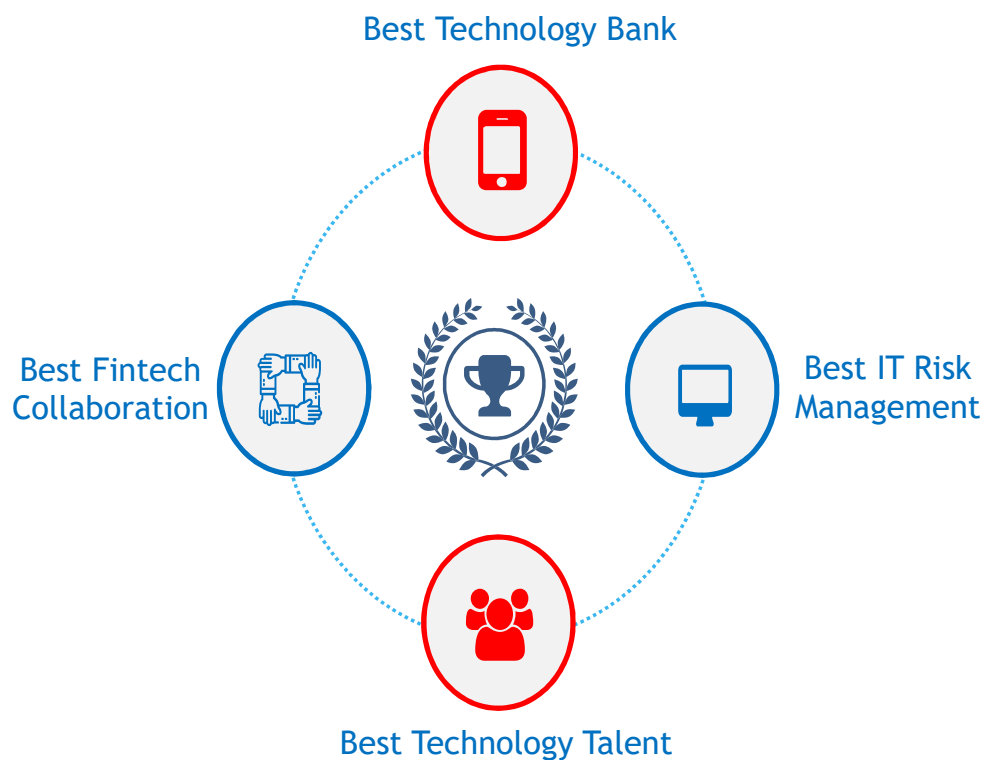 Best Technology Bank
Best Fintech
Collaboration
Best IT Risk
Management
Best Technology Talent